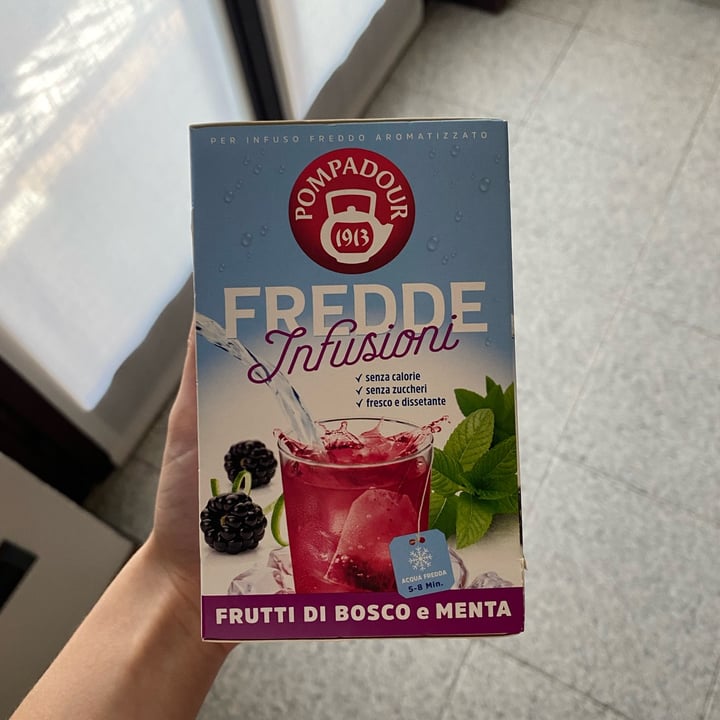 PER INFUSO FREDDO AROMATIZZATO
POMPADOUR
1913
FREDDE
Infusioni
✓ senza calorie
✓ senza zuccheri
✓ fresco e dissetante
ACQUA FREDDA
5-8 Min.
FRUTTI DI BOSCO e MENTA